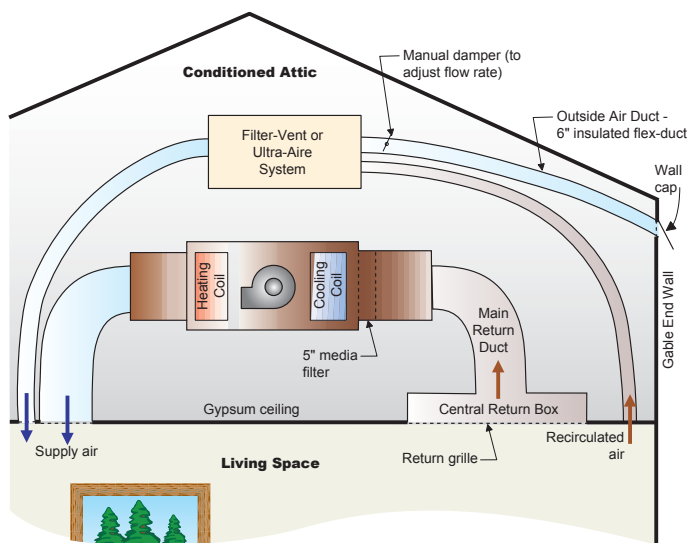 Conditioned Attic
Manual damper (to
adjust flow rate)
Outside Air Duct -
6" insulated flex-duct
Filter-Vent or
Ultra-Aire
System
Wall
cap
Heating
Coil
Cooling
Coil
Gable End Wall
Main
Return
Duct
5" media
filter
Gypsum ceiling
Central Return Box
Supply air
Return grille
Recirculated
air
Living Space